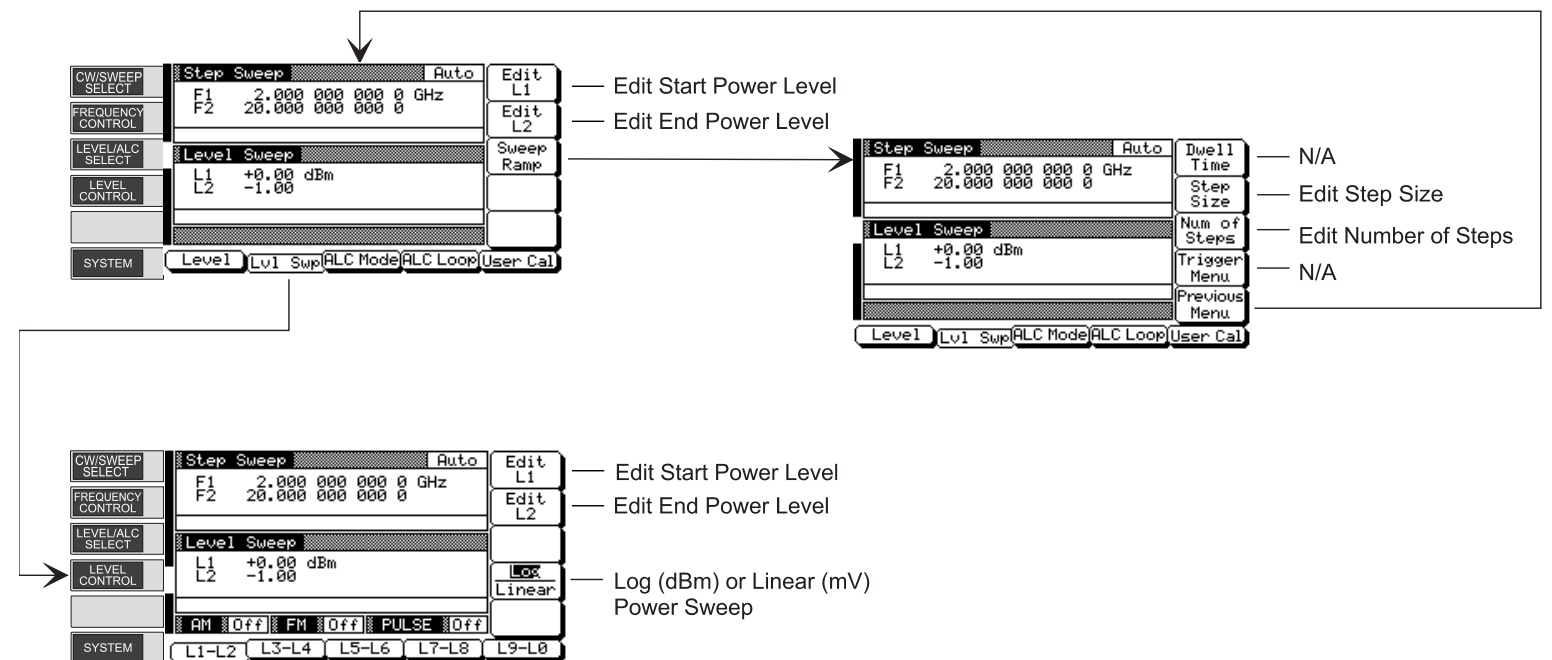 CW/SWEEP
SELECT
FREQUENCY
CONTROL
LEVEL/ALC
SELECT
LEVEL
CONTROL
SYSTEM
Step Sweep Auto
F1 2.000 000 000 0 GHz
F2 20.000 000 000 0
Level Sweep
L1 +0.00 dBm
L2 -1.00
Level Lvl Swp ALC Mode ALC Loop User Cal
Edit
L1
Edit
L2
Sweep
Ramp
Edit Start Power Level
Edit End Power Level
Step Sweep Auto
F1 2.000 000 000 0 GHz
F2 20.000 000 000 0
Level Sweep
L1 +0.00 dBm
L2 -1.00
Level Lvl Swp ALC Mode ALC Loop User Cal
Dwell
Time
Step
Size
Num of
Steps
Trigger
Menu
Previous
Menu
N/A
Edit Step Size
Edit Number of Steps
N/A
CW/SWEEP
SELECT
FREQUENCY
CONTROL
LEVEL/ALC
SELECT
LEVEL
CONTROL
SYSTEM
Step Sweep Auto
F1 2.000 000 000 0 GHz
F2 20.000 000 000 0
Level Sweep
L1 +0.00 dBm
L2 -1.00
AM Off FM Off PULSE Off
L1-L2 L3-L4 L5-L6 L7-L8 L9-L0
Edit
L1
Edit
L2
Log
Linear
Edit Start Power Level
Edit End Power Level
Log (dBm) or Linear (mV)
Power Sweep